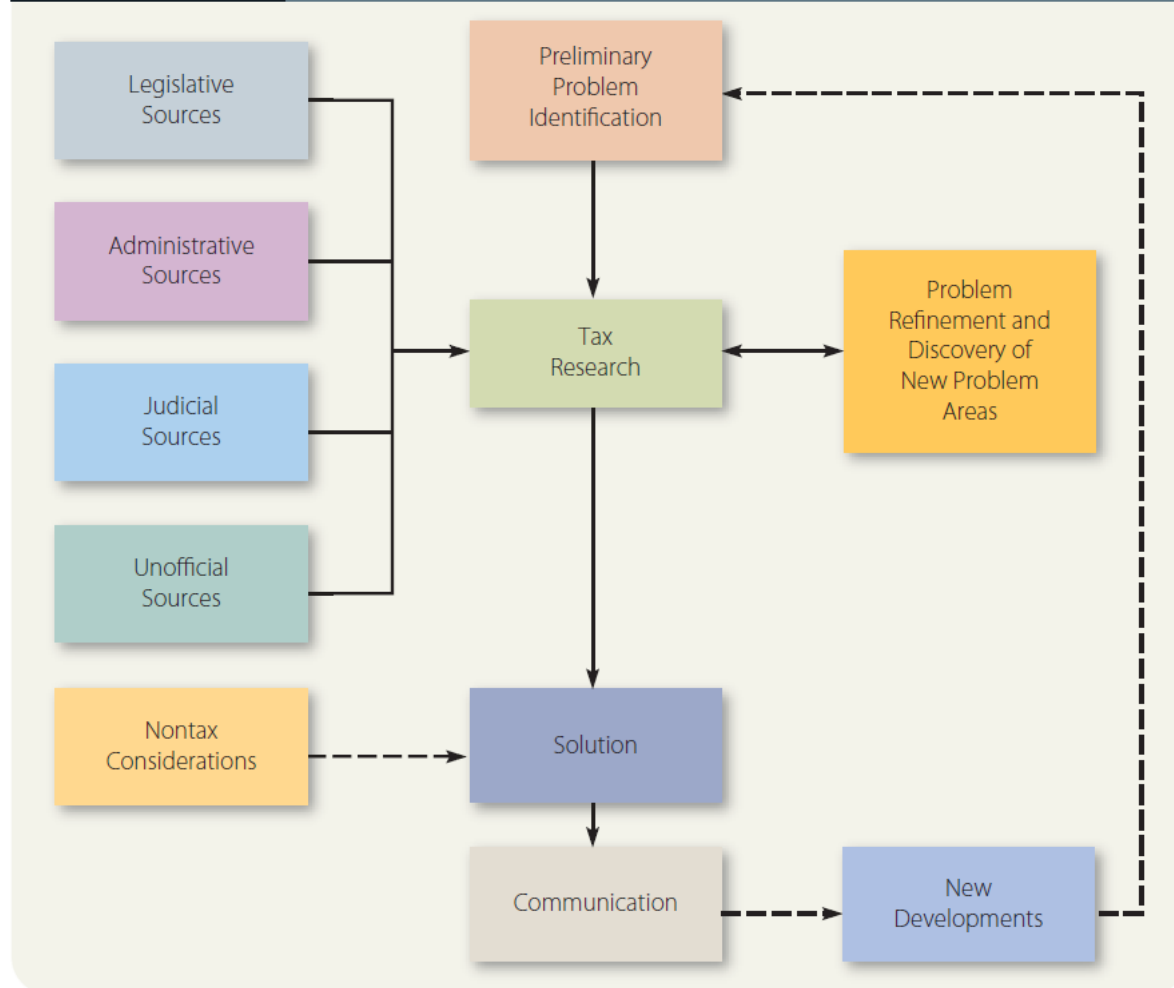 Legislative
Sources
Preliminary
Problem
Identification
Administrative
Sources
Tax
Research
Problem
Refinement and
Discovery of
New Problem
Areas
Judicial
Sources
Unofficial
Sources
Nontax
Considerations
Solution
Communication
New
Developments